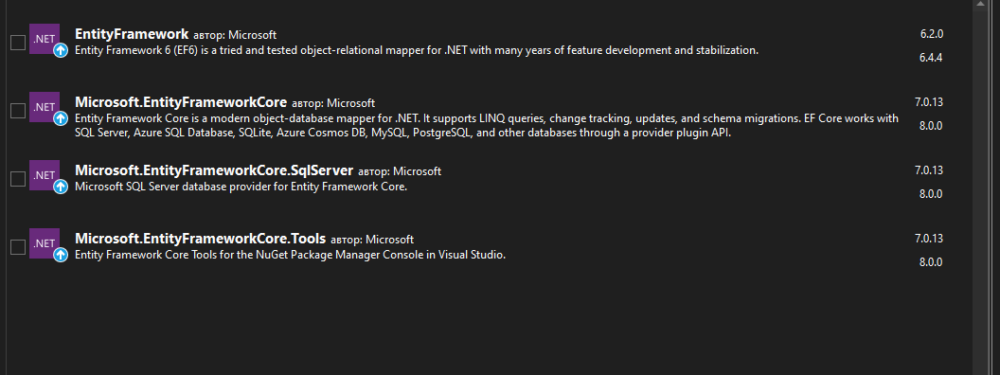 .NET
EntityFramework автор: Microsoft
6.2.0
Entity Framework 6 (EF6) is a tried and tested object-relational mapper for .NET with many years of feature development and stabilization.
6.4.4
.NET
Microsoft.EntityFrameworkCore автор: Microsoft
7.0.13
Entity Framework Core is a modern object-database mapper for .NET. It supports LINQ queries, change tracking, updates, and schema migrations. EF Core works with
8.0.0
SQL Server, Azure SQL Database, SQLite, Azure Cosmos DB, MySQL, PostgreSQL, and other databases through a provider plugin API.
.NET
Microsoft.EntityFrameworkCore.SqlServer автор: Microsoft
7.0.13
Microsoft SQL Server database provider for Entity Framework Core.
8.0.0
.NET
Microsoft.EntityFrameworkCore.Tools автор: Microsoft
7.0.13
Entity Framework Core Tools for the NuGet Package Manager Console in Visual Studio.
8.0.0